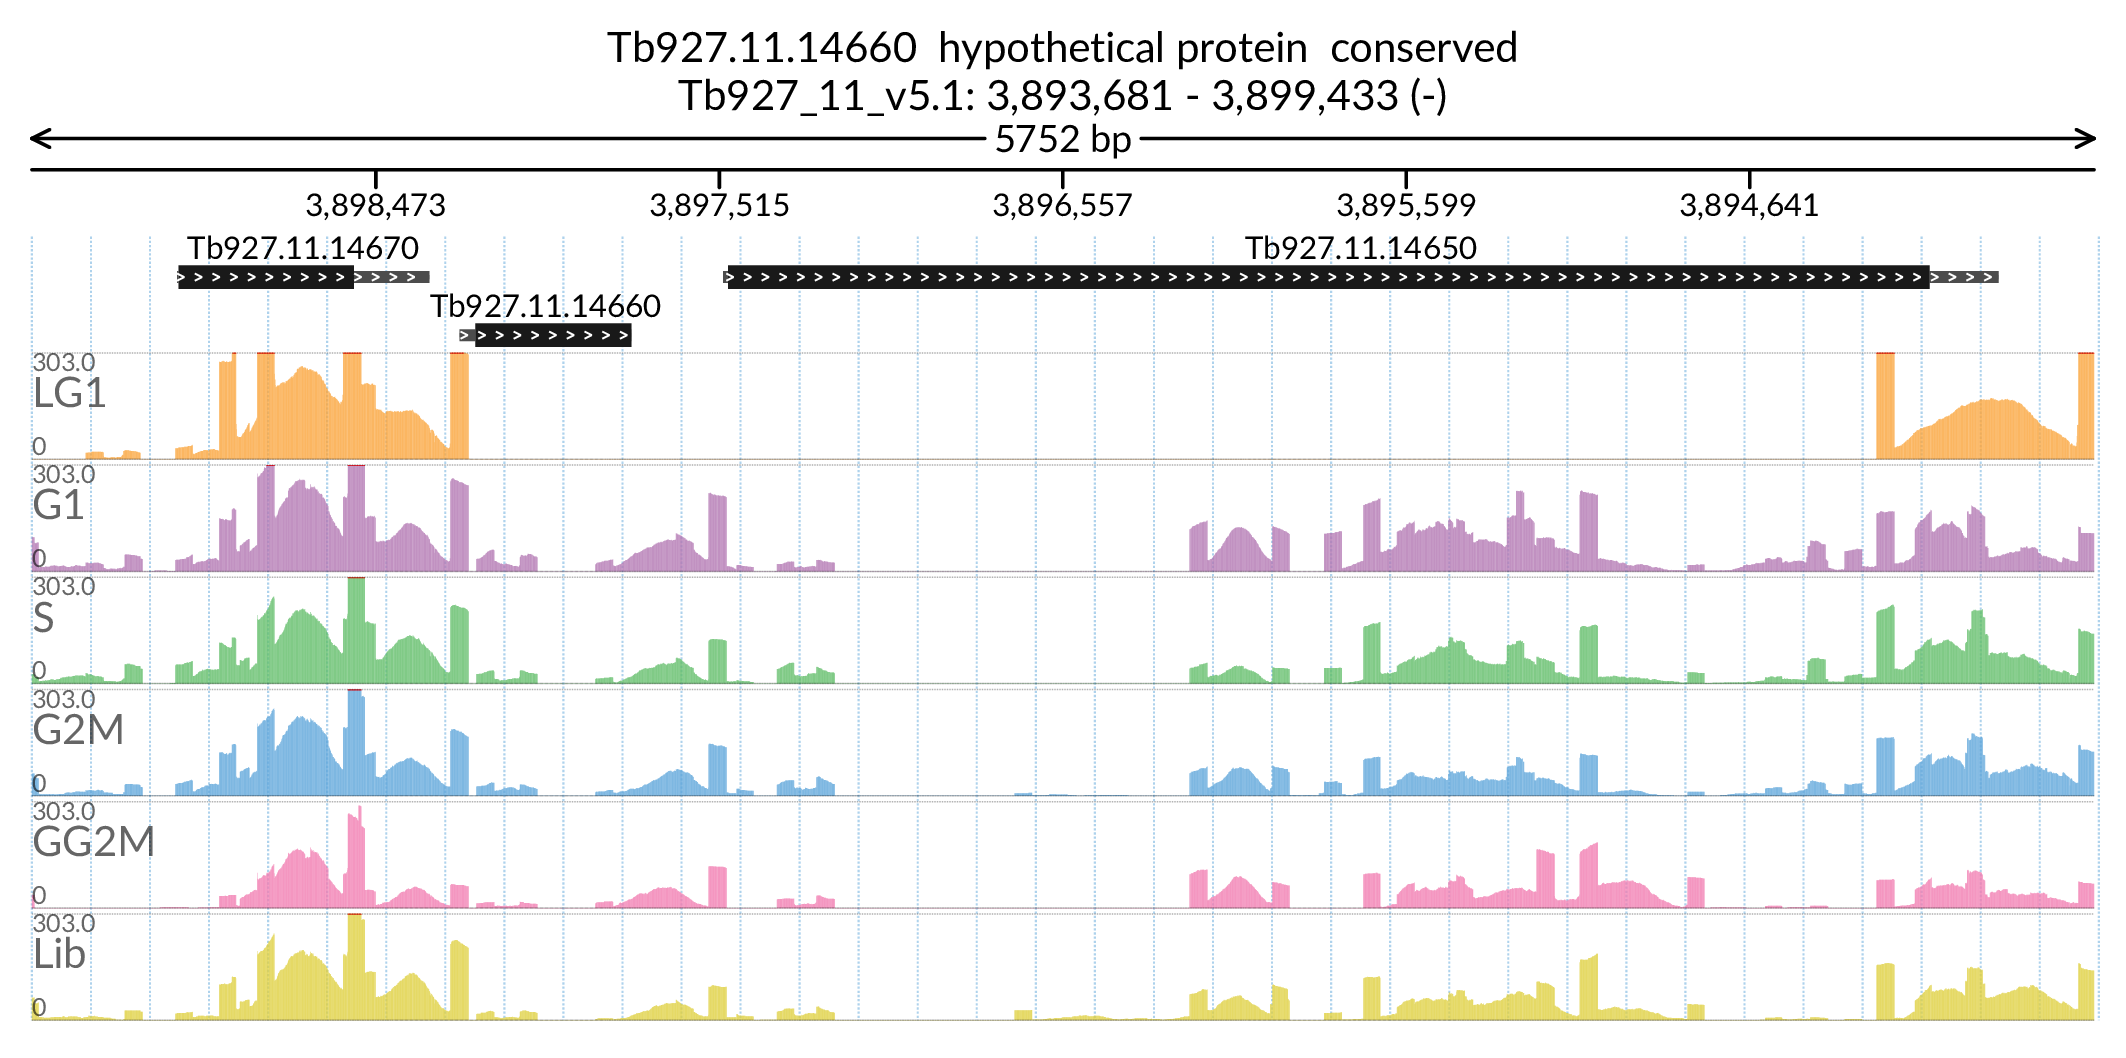 Tb927.11.14660  hypothetical protein  conserved
Tb927_11_v5.1: 3,893,681 - 3,899,433 (-)
5752 bp
3,898,473 3,897,515 3,896,557 3,895,599 3,894,641
Tb927.11.14670 Tb927.11.14650
Tb927.11.14660
303.0
LG1
0
303.0
G1
0
303.0
S
0
303.0
G2M
0
303.0
GG2M
0
303.0
Lib
0